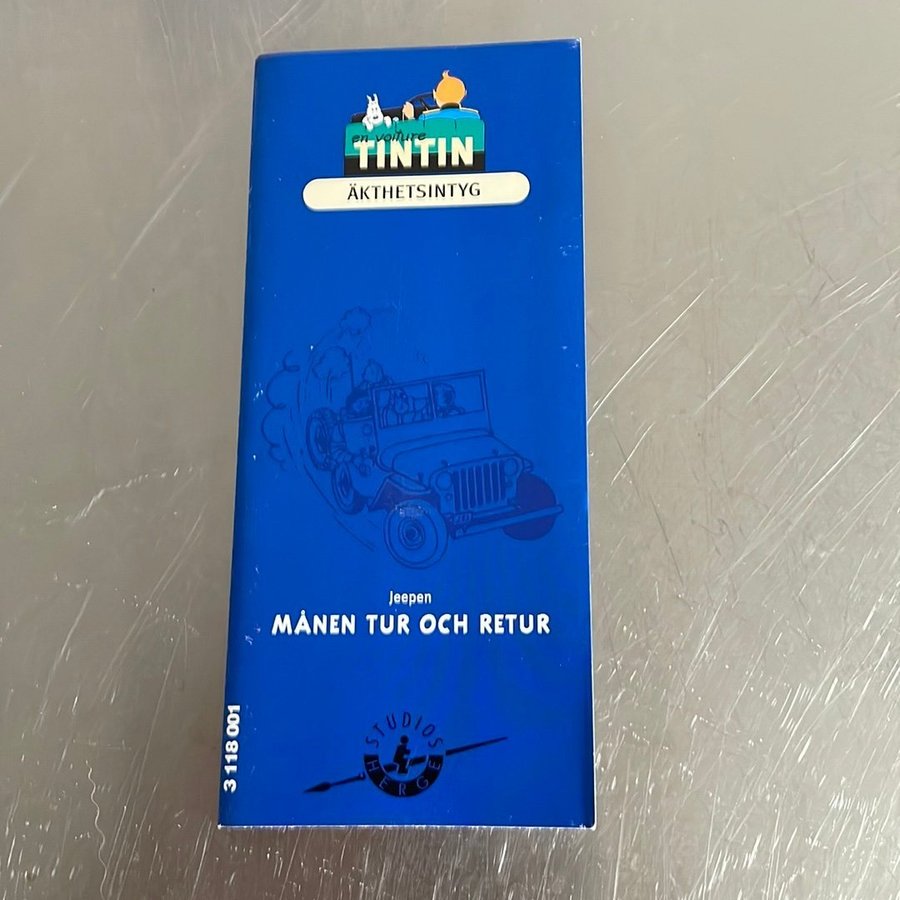 en voiture
TINTIN
ÄKTHETSINTYG
Jeepen
MÅNEN TUR OCH RETUR
3 118 001
STUDIOS
HERGE